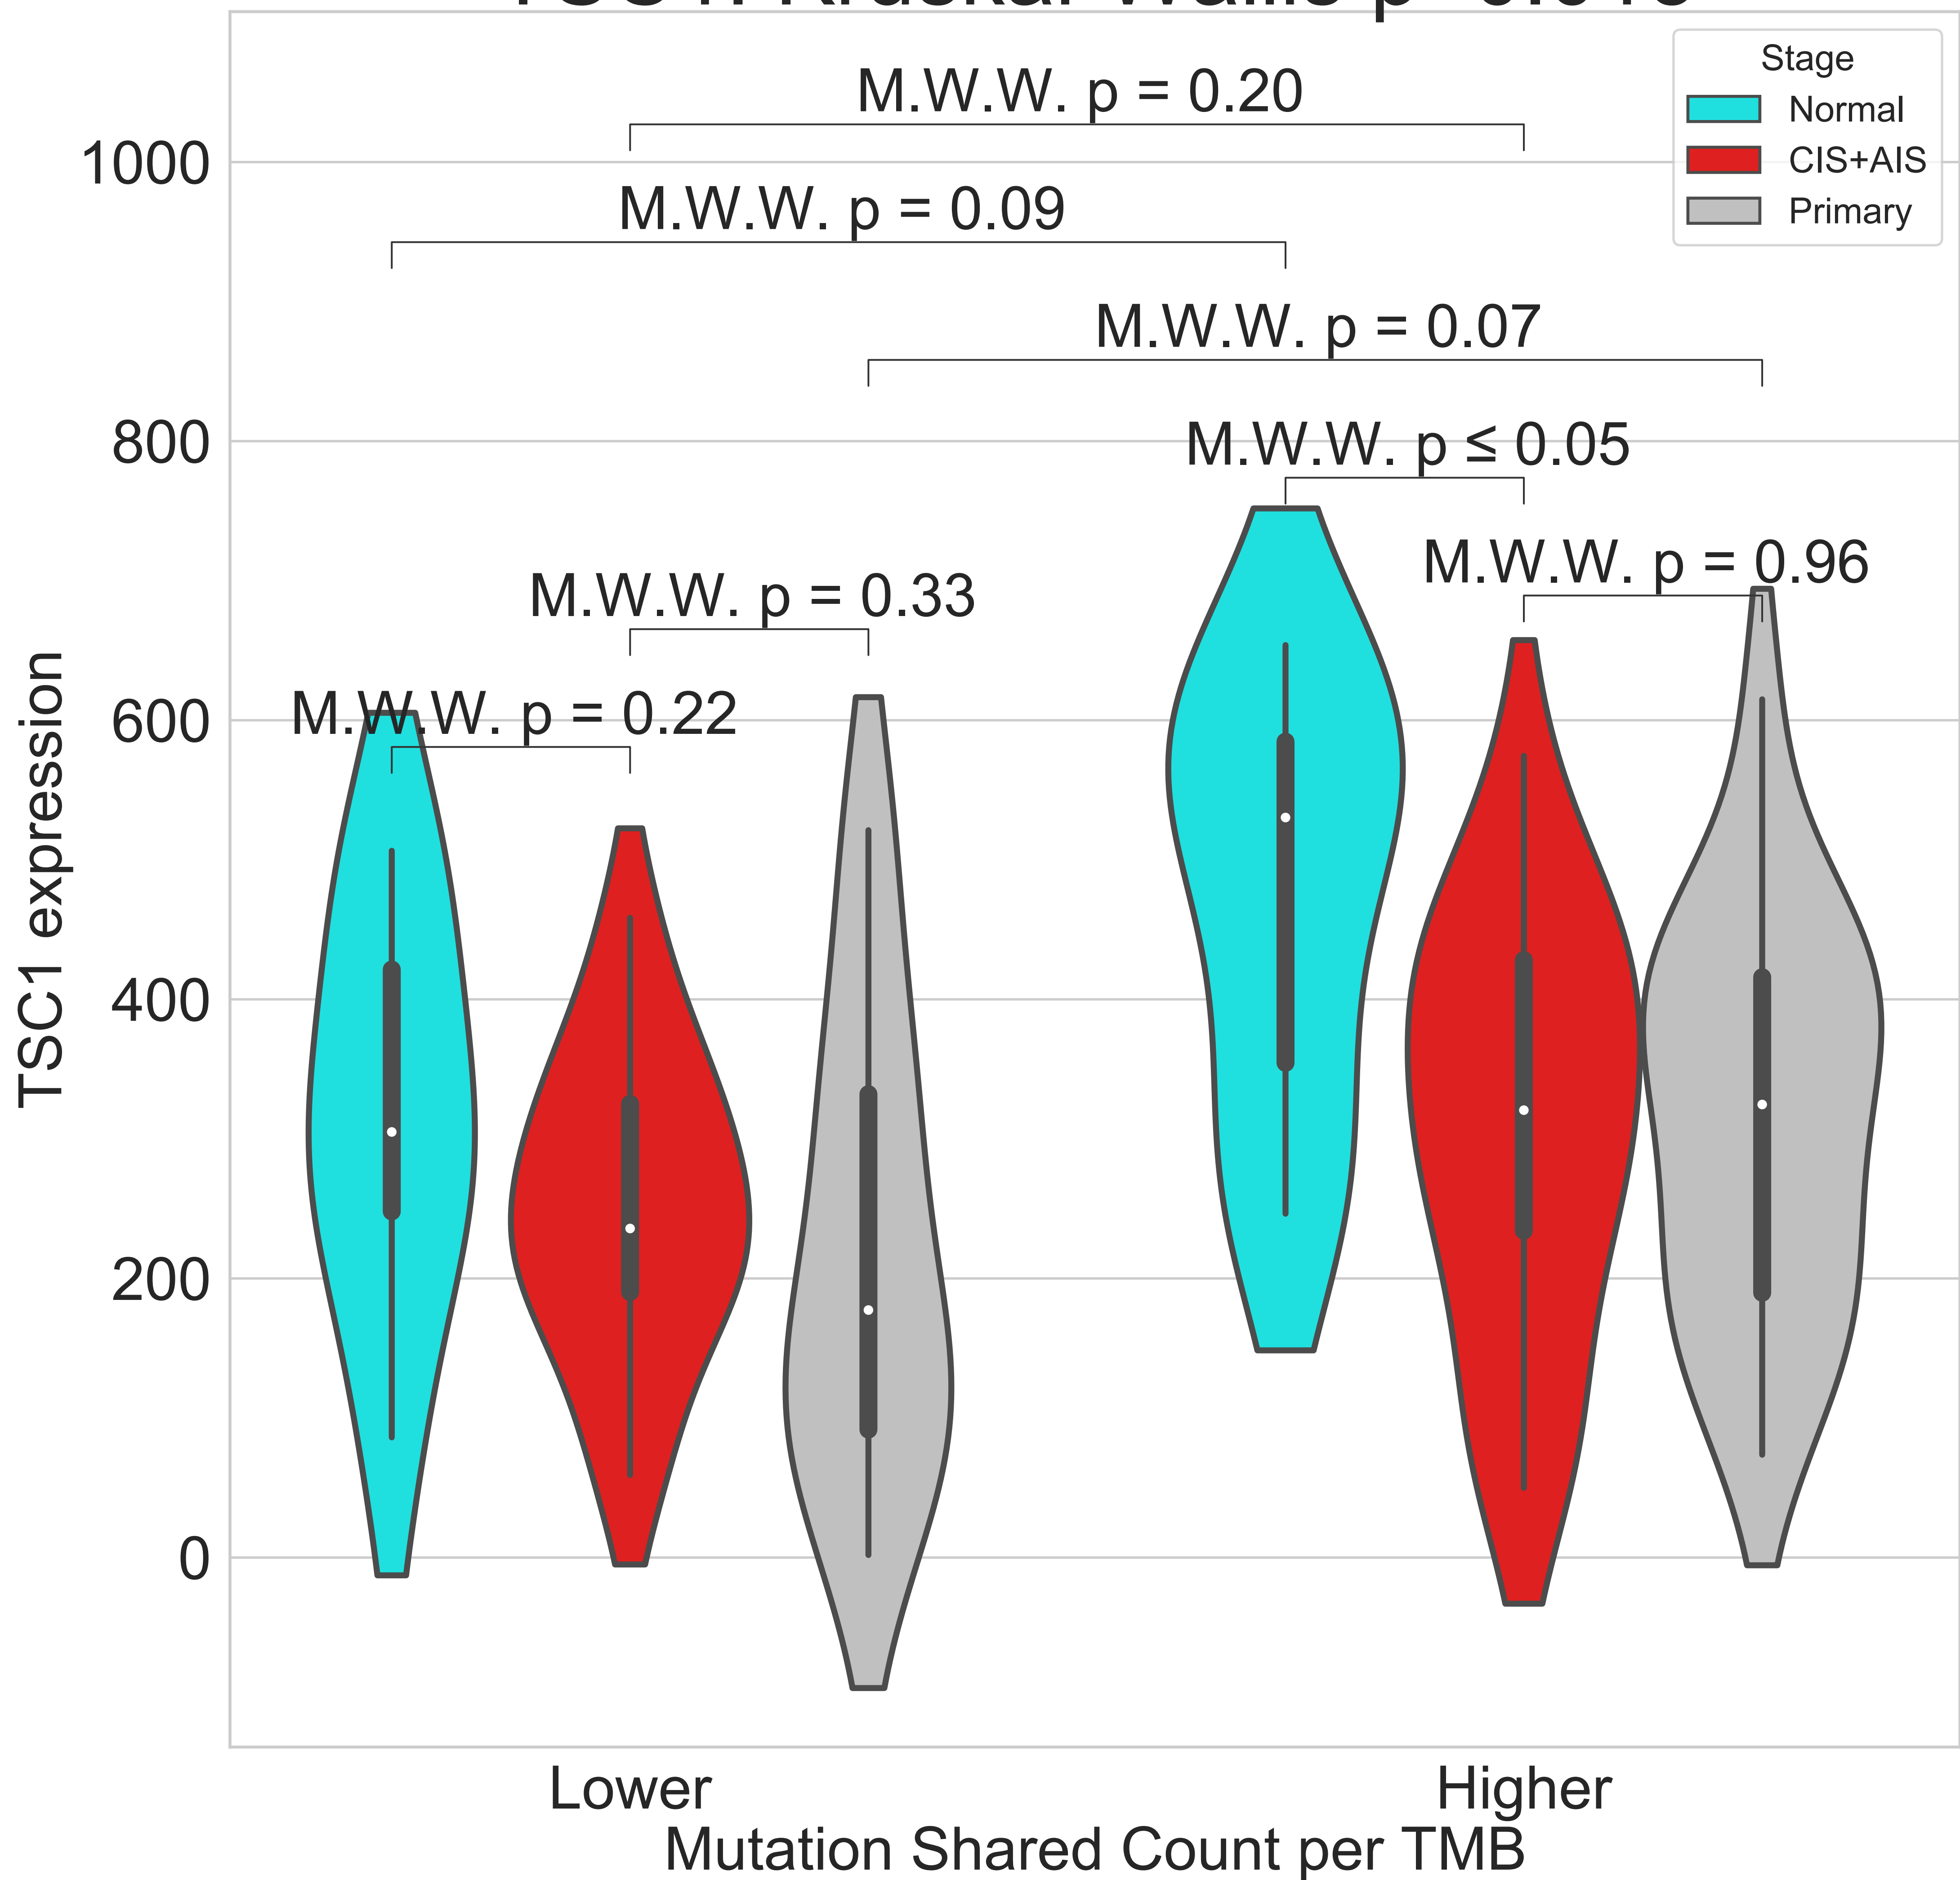 Stage
Normal
CIS+AIS
Primary
M.W.W. p = 0.20
M.W.W. p = 0.09
M.W.W. p = 0.07
M.W.W. p ≤ 0.05
M.W.W. p = 0.96
M.W.W. p = 0.33
M.W.W. p = 0.22
1000
800
600
400
200
0
TSC1 expression
Lower
Higher
Mutation Shared Count per TMB